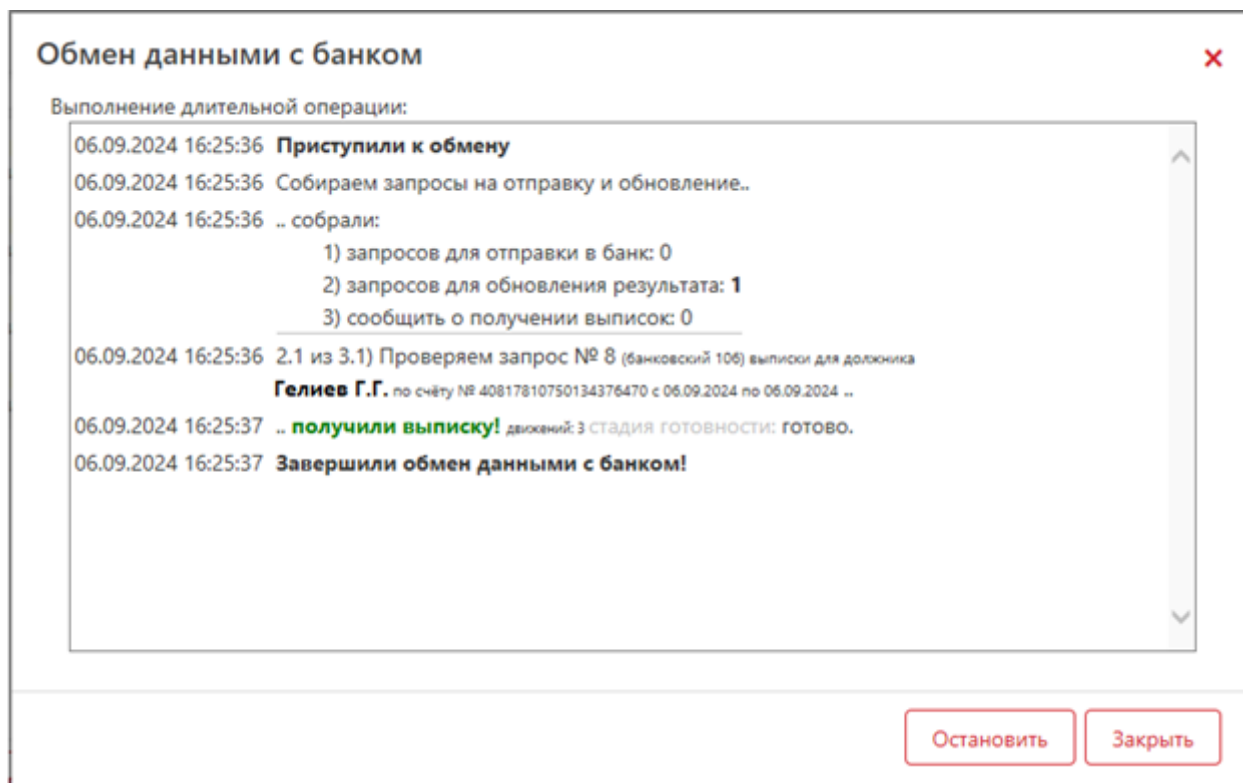 Обмен данными с банком
Выполнение длительной операции:
06.09.2024 16:25:36 Приступили к обмену
06.09.2024 16:25:36 Собираем запросы на отправку и обновление..
06.09.2024 16:25:36 .. собрали:
1) запросов для отправки в банк: 0
2) запросов для обновления результата: 1
3) сообщить о получении выписок: 0
06.09.2024 16:25:36 2.1 из 3.1) Проверяем запрос № 8 (банковский 106) выписки для должника
Гелиев Г.Г. по счёту № 40817810750134376470 с 06.09.2024 по 06.09.2024 ..
06.09.2024 16:25:37 .. получили выписку! движений: 3 стадия готовности: готово.
06.09.2024 16:25:37 Завершили обмен данными с банком!
Остановить Закрыть